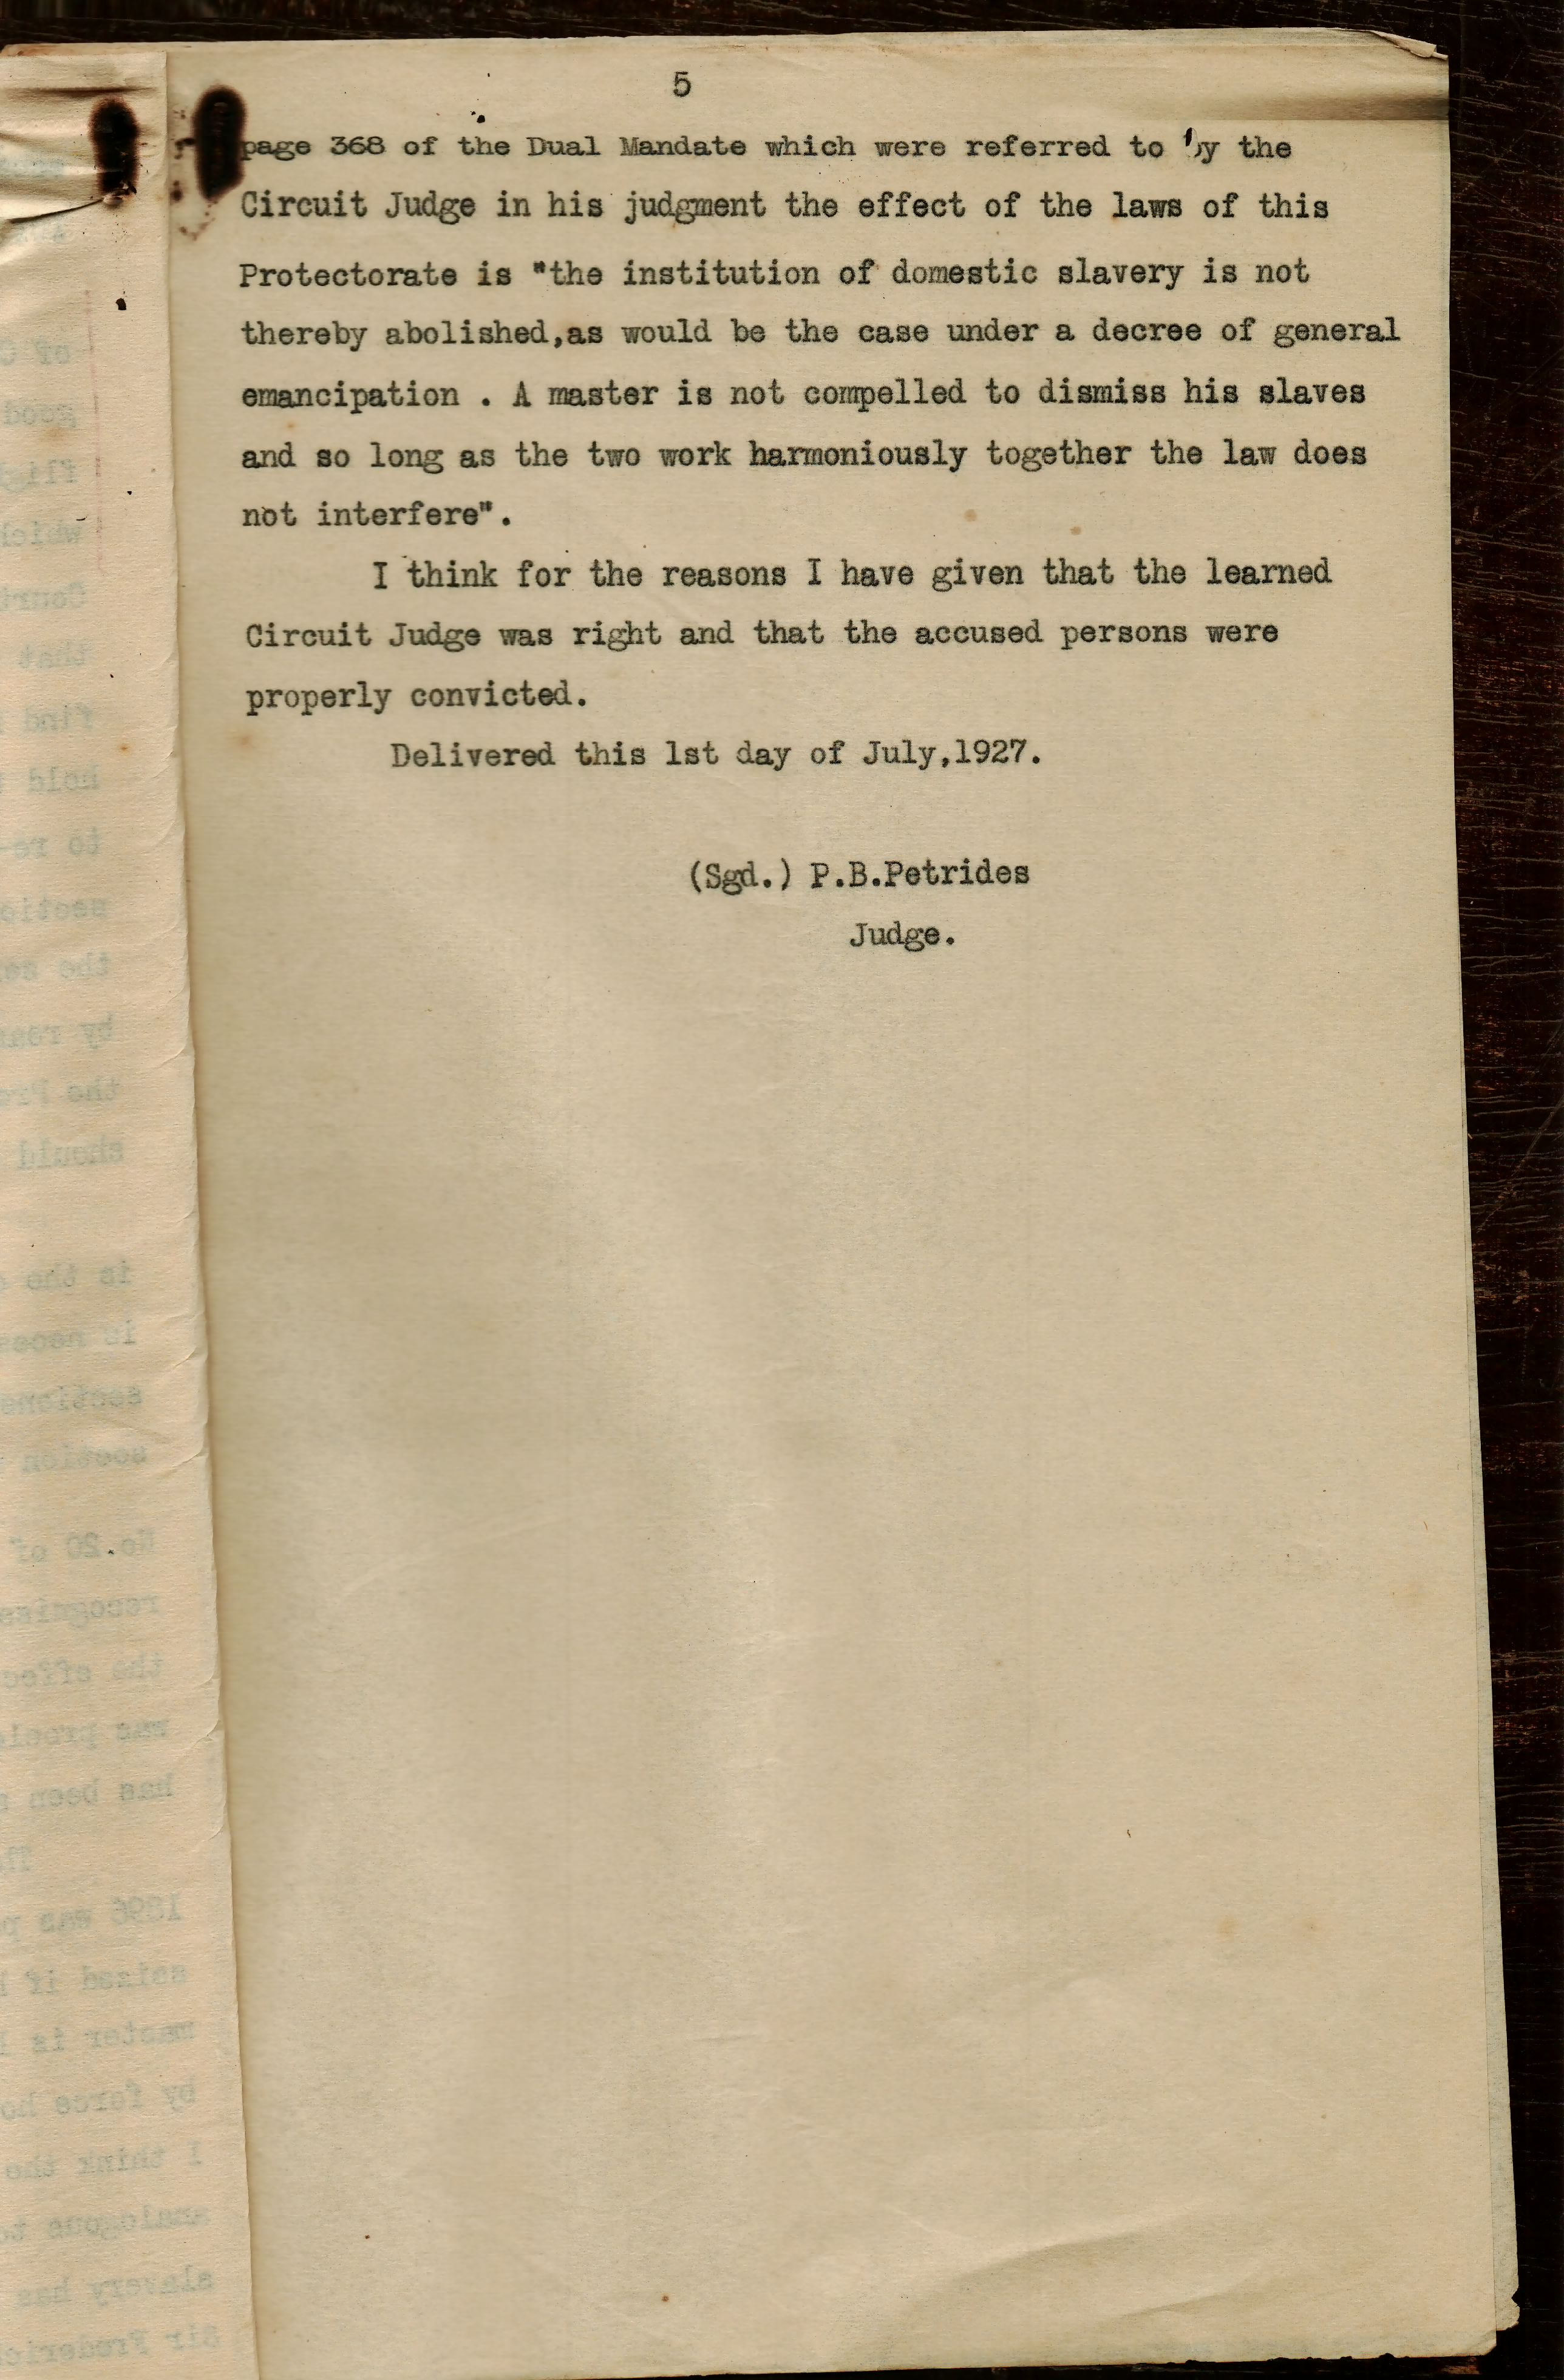 5
page 368 of the Dual Mandate which were referred to by the
Circuit Judge in his judgment the effect of the laws of this
Protectorate is "the institution of domestic slavery is not
thereby abolished,as would be the case under a decree of general
emancipation . A master is not compelled to dismiss his slaves
and so long as the two work harmoniously together the law does
not interfere".
I think for the reasons I have given that the learned
Circuit Judge was right and that the accused persons were
properly convicted.
Delivered this 1st day of July,1927.
(Sgd.) P.B.Petrides
Judge.